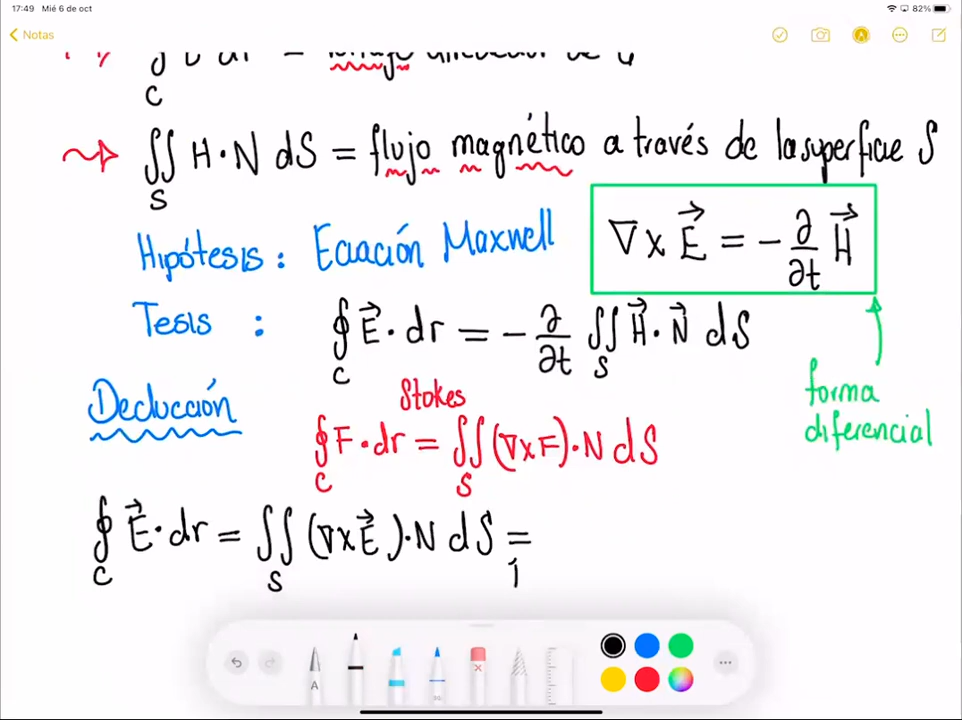 17:49 Mié 6 de oct 82%
Notas
C
∬ H·N dS = flujo magnético a través de la superficie S
S
Hipótesis : Ecuación Maxwell ∇ x E⃗ = - ∂/∂t H⃗
Tesis : ∮ E⃗ · dr = - ∂/∂t ∬ H⃗ · N⃗ dS
C S
forma
diferencial
Deducción
Stokes
∮ F·dr = ∬ (∇xF)·N dS
C S
∮ E⃗·dr = ∬ (∇xE⃗)·N dS =
C S 1
A